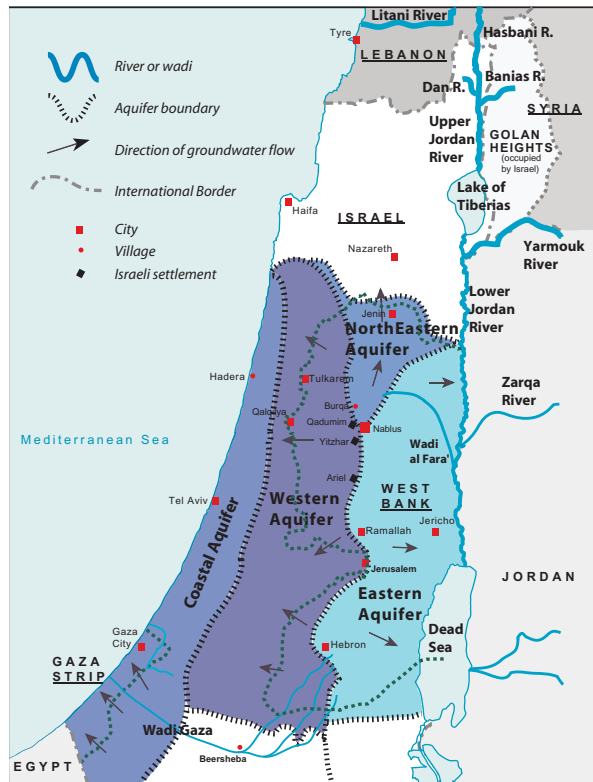 River or wadi
Aquifer boundary
Direction of groundwater flow
International Border
City
Village
Israeli settlement
Litani River
Hasbani R.
Tyre
LEBANON
Dan R.
Banias R.
SYRIA
Upper
Jordan
River
GOLAN
HEIGHTS
(occupied
by Israel)
Lake of
Tiberias
Haifa
ISRAEL
Nazareth
Yarmouk
River
Lower
Jordan
River
Jenin
NorthEastern
Aquifer
Hadera
Tulkarem
Zarqa
River
Burqa
Qalqilya
Qadumim
Nablus
Yitzhar
Mediterranean Sea
Wadi
al Fara'
Ariel
WEST
BANK
Tel Aviv
Western
Aquifer
Coastal Aquifer
Ramallah
Jericho
Jerusalem
JORDAN
Eastern
Aquifer
Gaza
City
Hebron
Dead
Sea
GAZA
STRIP
Wadi Gaza
Beersheba
EGYPT